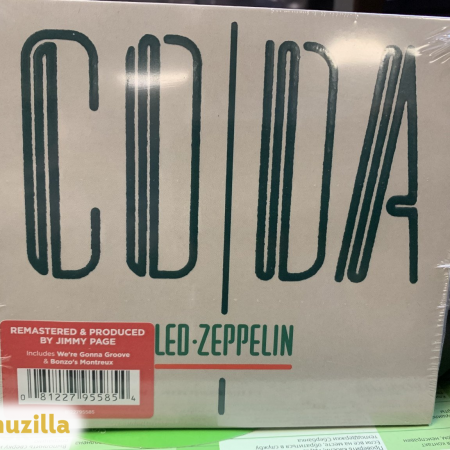 CODA
LED·ZEPPELIN
REMASTERED & PRODUCED
BY JIMMY PAGE
Includes We're Gonna Groove
& Bonzo's Montreux
0 81227 95585 4
uzilla